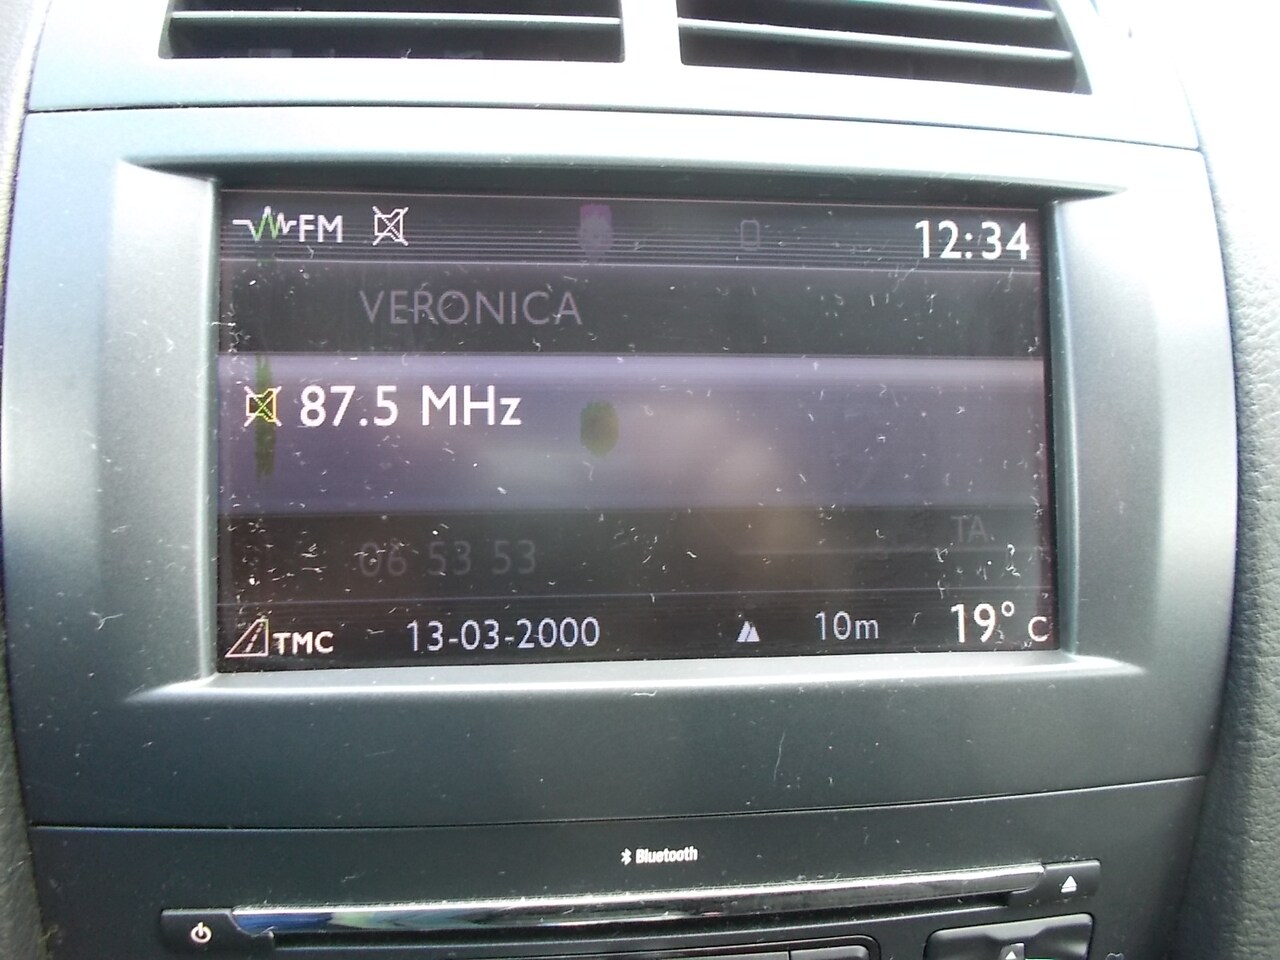 FM 12:34
VERONICA
87.5 MHz
TA
06 53 53
TMC 13-03-2000 10m 19° C
Bluetooth